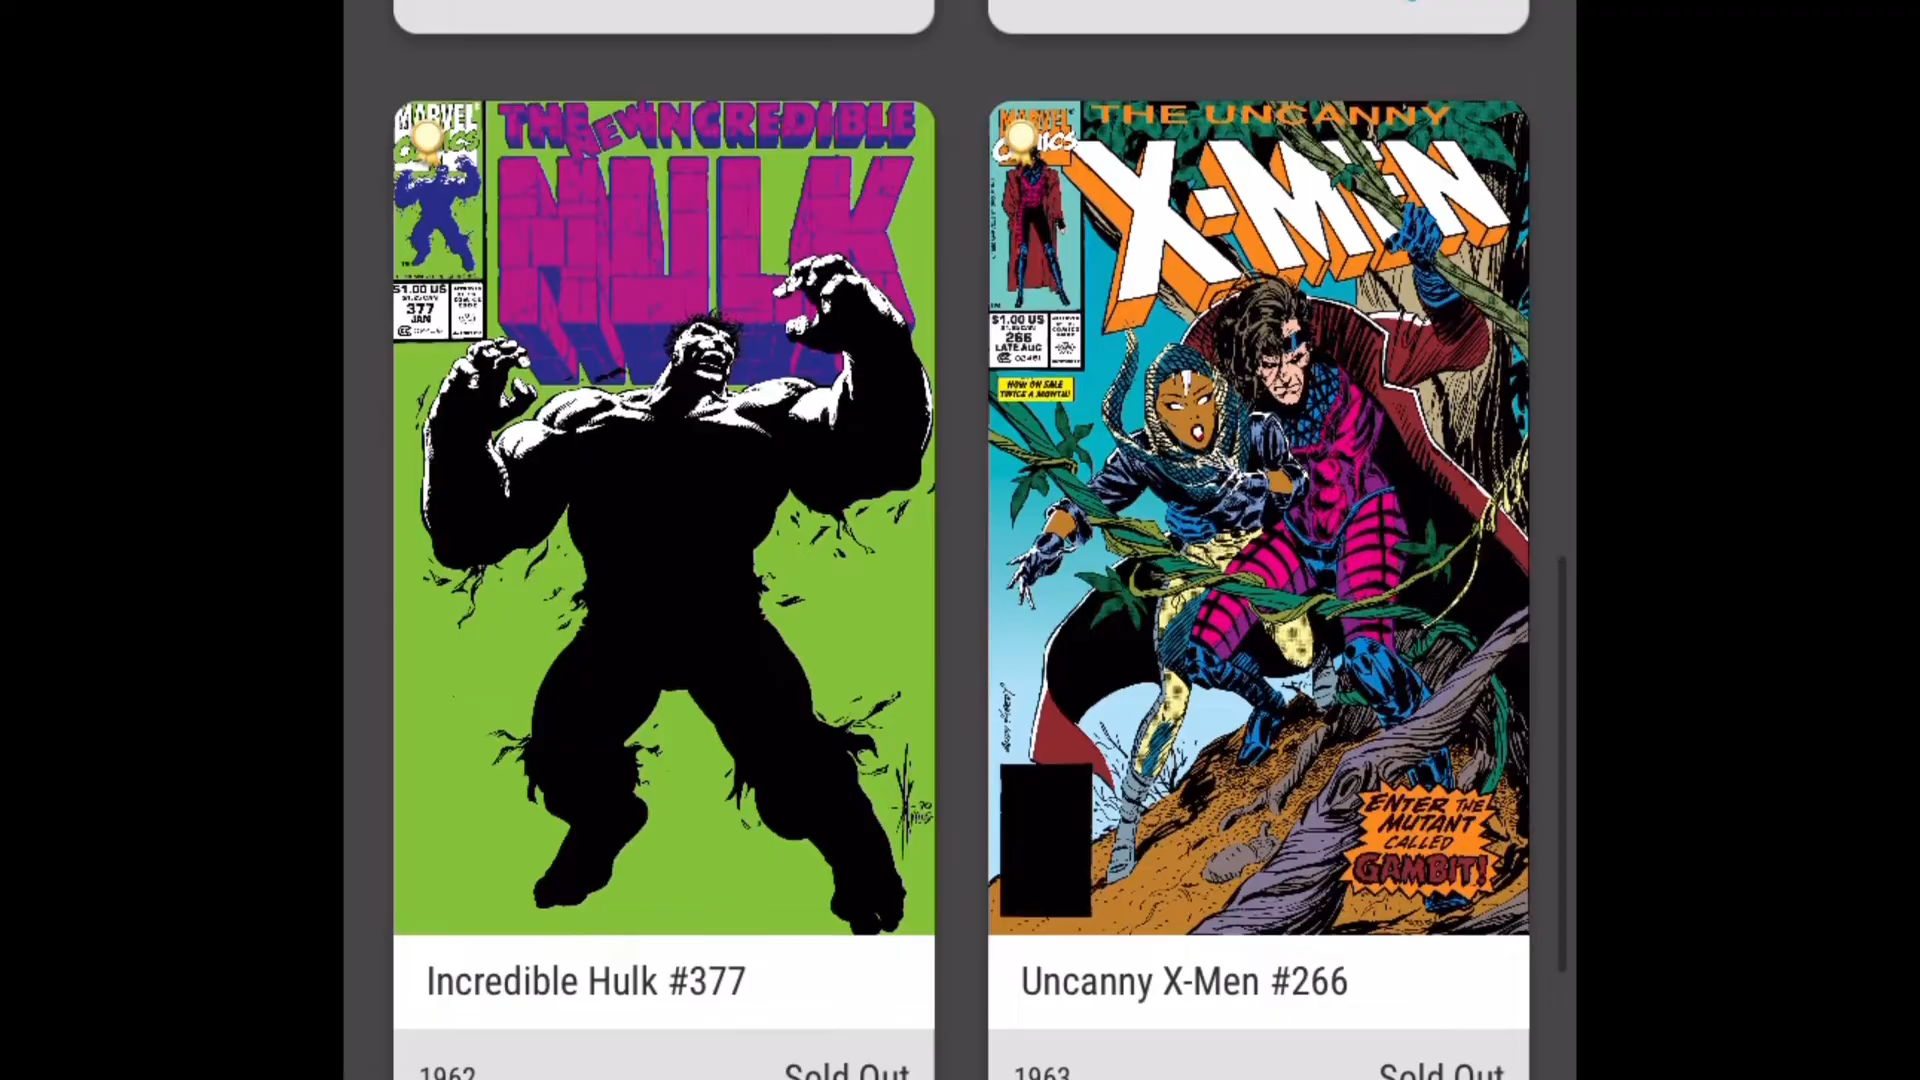 MARVEL
COMICS
THE NEW INCREDIBLE
HULK
$1.00 US
377
JAN
Incredible Hulk #377
1962
Sold Out
MARVEL
COMICS
THE UNCANNY
X-MEN
$1.00 US
266
LATE AUG
NOW ON SALE
TWICE A MONTH!
ENTER THE
MUTANT
CALLED
GAMBIT!
Uncanny X-Men #266
1963
Sold Out